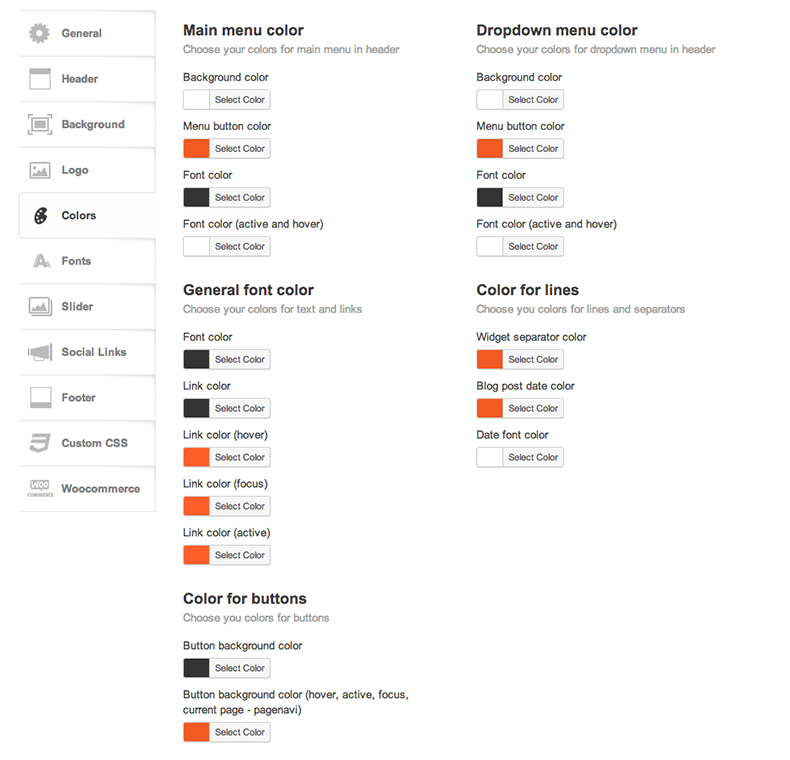 General
Header
Background
Logo
Colors
Fonts
Slider
Social Links
Footer
Custom CSS
WOO
COMMERCE
Woocommerce
Main menu color
Choose your colors for main menu in header
Background color
Select Color
Menu button color
Select Color
Font color
Select Color
Font color (active and hover)
Select Color
Dropdown menu color
Choose your colors for dropdown menu in header
Background color
Select Color
Menu button color
Select Color
Font color
Select Color
Font color (active and hover)
Select Color
General font color
Choose your colors for text and links
Font color
Select Color
Link color
Select Color
Link color (hover)
Select Color
Link color (focus)
Select Color
Link color (active)
Select Color
Color for lines
Choose you colors for lines and separators
Widget separator color
Select Color
Blog post date color
Select Color
Date font color
Select Color
Color for buttons
Choose you colors for buttons
Button background color
Select Color
Button background color (hover, active, focus,
current page - pagenavi)
Select Color